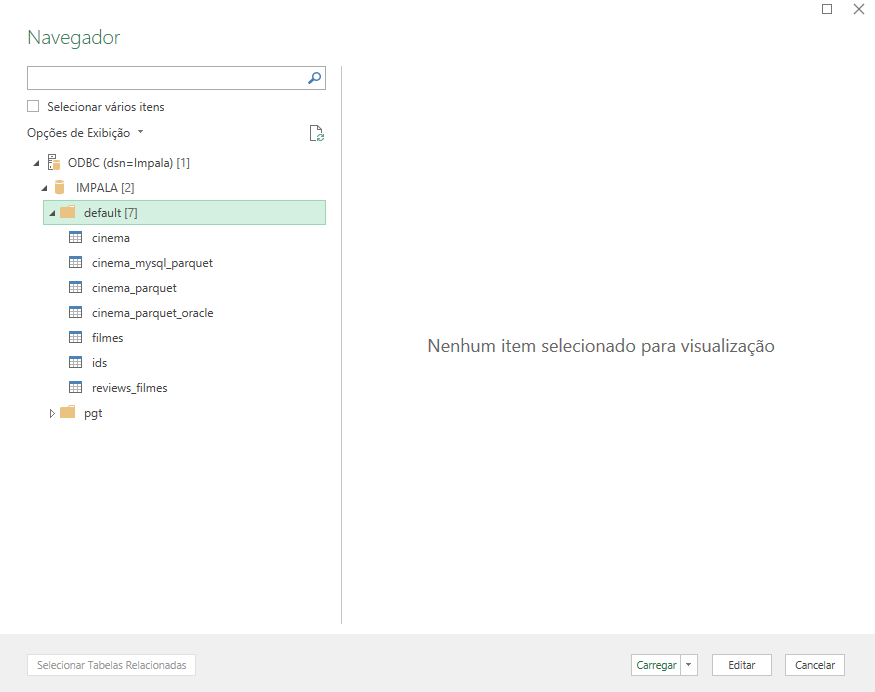 Navegador
Selecionar vários itens
Opções de Exibição
ODBC (dsn=Impala) [1]
IMPALA [2]
default [7]
cinema
cinema_mysql_parquet
cinema_parquet
cinema_parquet_oracle
filmes
ids
reviews_filmes
pgt
Nenhum item selecionado para visualização
Selecionar Tabelas Relacionadas
Carregar
Editar
Cancelar